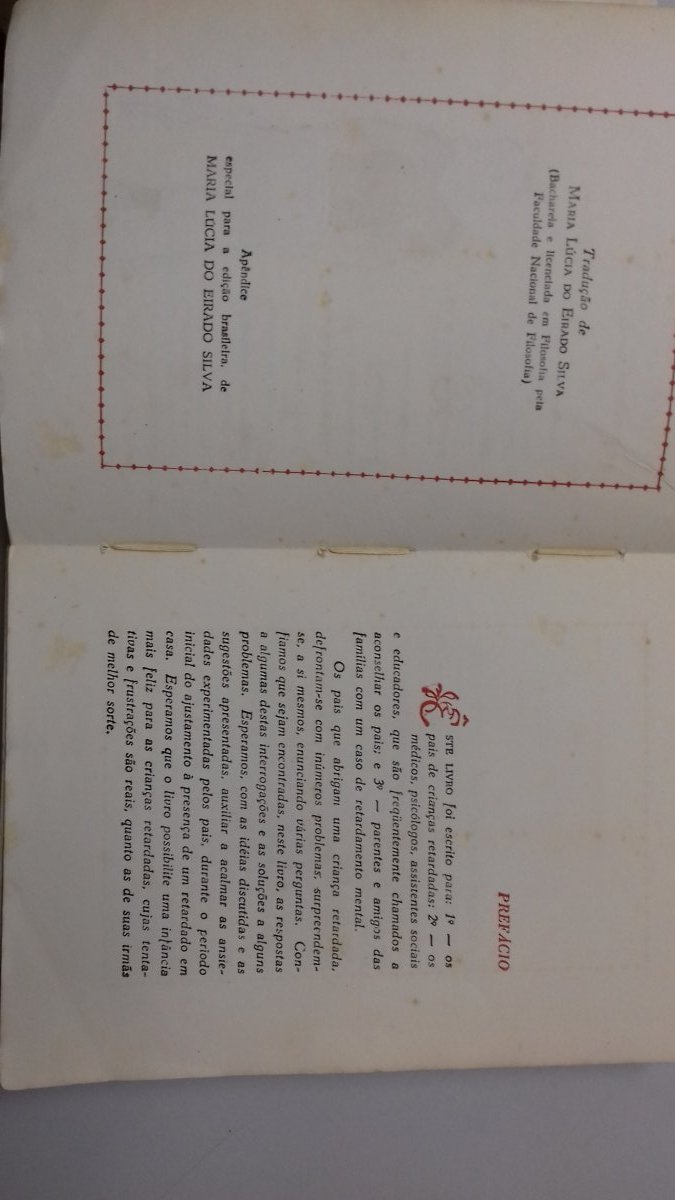 Tradução de
MARIA LÚCIA DO EIRADO SILVA
(Bacharela e licenciada em Filosofia pela
Faculdade Nacional de Filosofia)
Apêndice
especial para a edição brasileira, de
MARIA LÚCIA DO EIRADO SILVA
PREFÁCIO
ESTE LIVRO foi escrito para: 1º — os
pais de crianças retardadas; 2º — os
médicos, psicólogos, assistentes sociais
e educadores, que são freqüentemente chamados a
aconselhar os pais; e 3º — parentes e amigos das
famílias com um caso de retardamento mental.
Os pais que abrigam uma criança retardada,
defrontam-se com inúmeros problemas, surpreendem-
se, a si mesmos, enunciando várias perguntas. Con-
fiamos que sejam encontradas, neste livro, as respostas
a algumas destas interrogações e as soluções a alguns
problemas. Esperamos, com as idéias discutidas e as
sugestões apresentadas, auxiliar a acalmar as ansie-
dades experimentadas pelos pais, durante o período
inicial do ajustamento à presença de um retardado em
casa. Esperamos que o livro possibilite uma infância
mais feliz para as crianças retardadas, cujas tenta-
tivas e frustrações são reais, quanto as de suas irmãs
de melhor sorte.